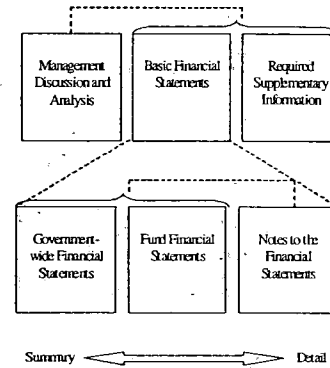 Management
Discussion and
Analysis
Basic Financial
Statements
Required
Supplementary
Information
Government-
wide Financial
Statements
Fund Financial
Statements
Notes to the
Financial
Statements
Summary
Detail